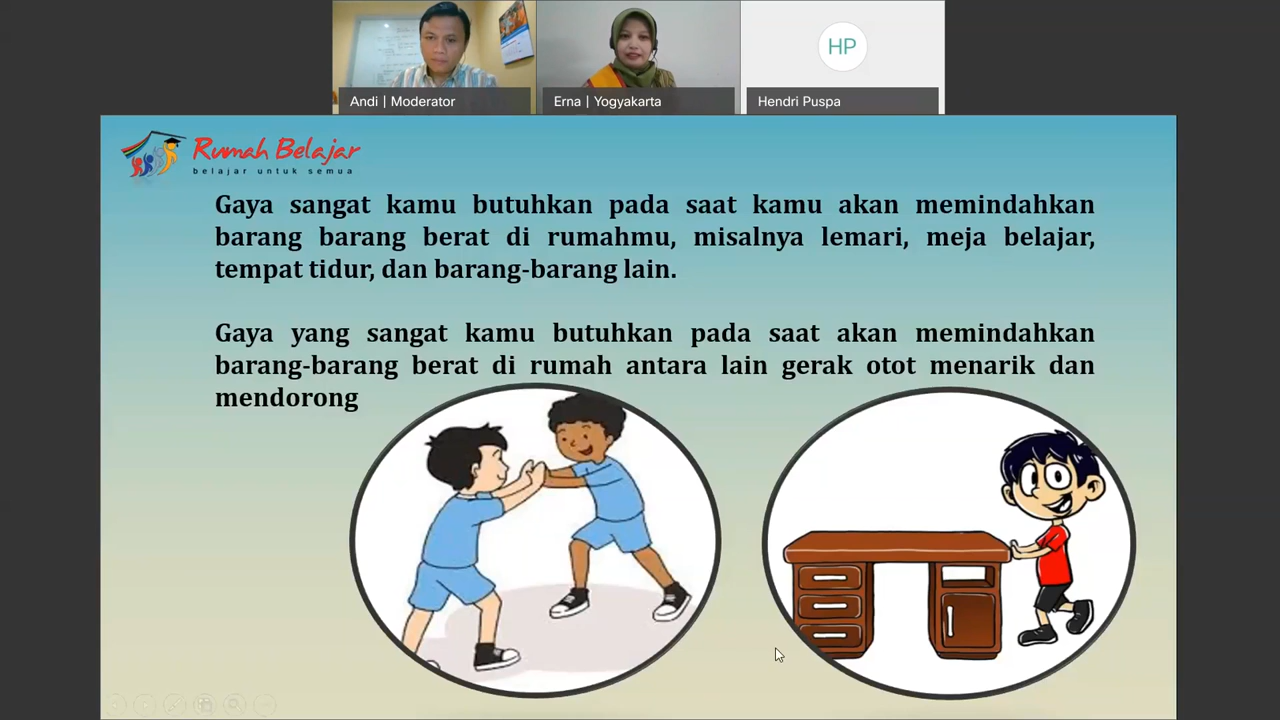 Andi | Moderator
Erna | Yogyakarta
HP
Hendri Puspa
Rumah Belajar
belajar untuk semua
Gaya sangat kamu butuhkan pada saat kamu akan memindahkan
barang barang berat di rumahmu, misalnya lemari, meja belajar,
tempat tidur, dan barang-barang lain.
Gaya yang sangat kamu butuhkan pada saat akan memindahkan
barang-barang berat di rumah antara lain gerak otot menarik dan
mendorong